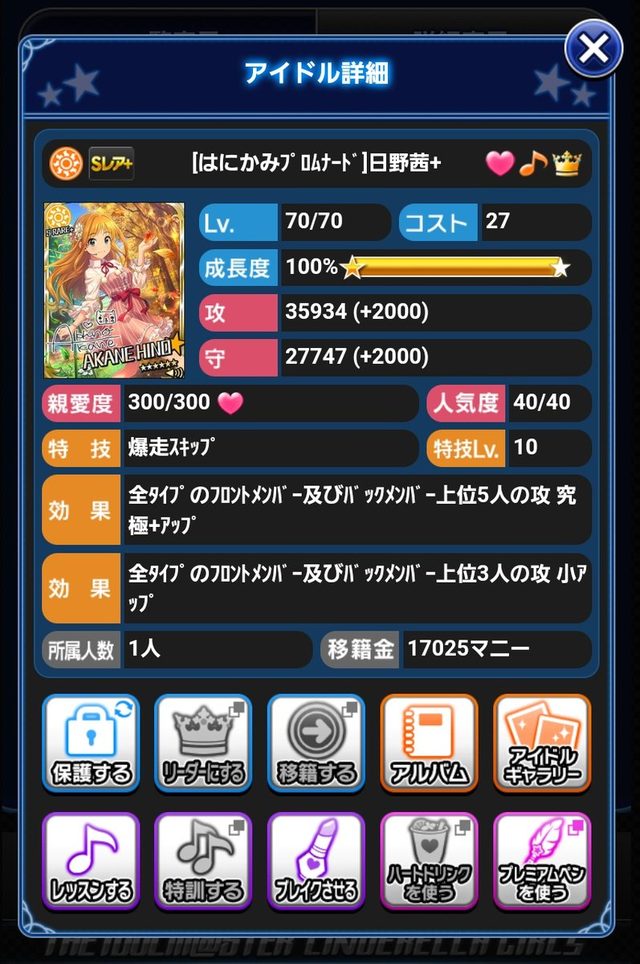 アイドル詳細
Sレア+
[はにかみﾌﾟﾛﾑﾅｰﾄﾞ]日野茜+
Lv.
70/70
コスト
27
成長度
100%
攻
35934 (+2000)
守
27747 (+2000)
AKANE HINO
親愛度
300/300
人気度
40/40
特 技
爆走ｽｷｯﾌﾟ
特技Lv.
10
効 果
全ﾀｲﾌﾟのﾌﾛﾝﾄﾒﾝﾊﾞｰ及びﾊﾞｯｸﾒﾝﾊﾞｰ上位5人の攻 究
極+ｱｯﾌﾟ
効 果
全ﾀｲﾌﾟのﾌﾛﾝﾄﾒﾝﾊﾞｰ及びﾊﾞｯｸﾒﾝﾊﾞｰ上位3人の攻 小ｱ
ｯﾌﾟ
所属人数
1人
移籍金
17025マニー
保護する
リーダーにする
移籍する
アルバム
アイドル
ギャラリー
レッスンする
特訓する
ブレイクさせる
ハートドリンク
を使う
プレミアムペン
を使う
THE IDOLM@STER CINDERELLA GIRLS